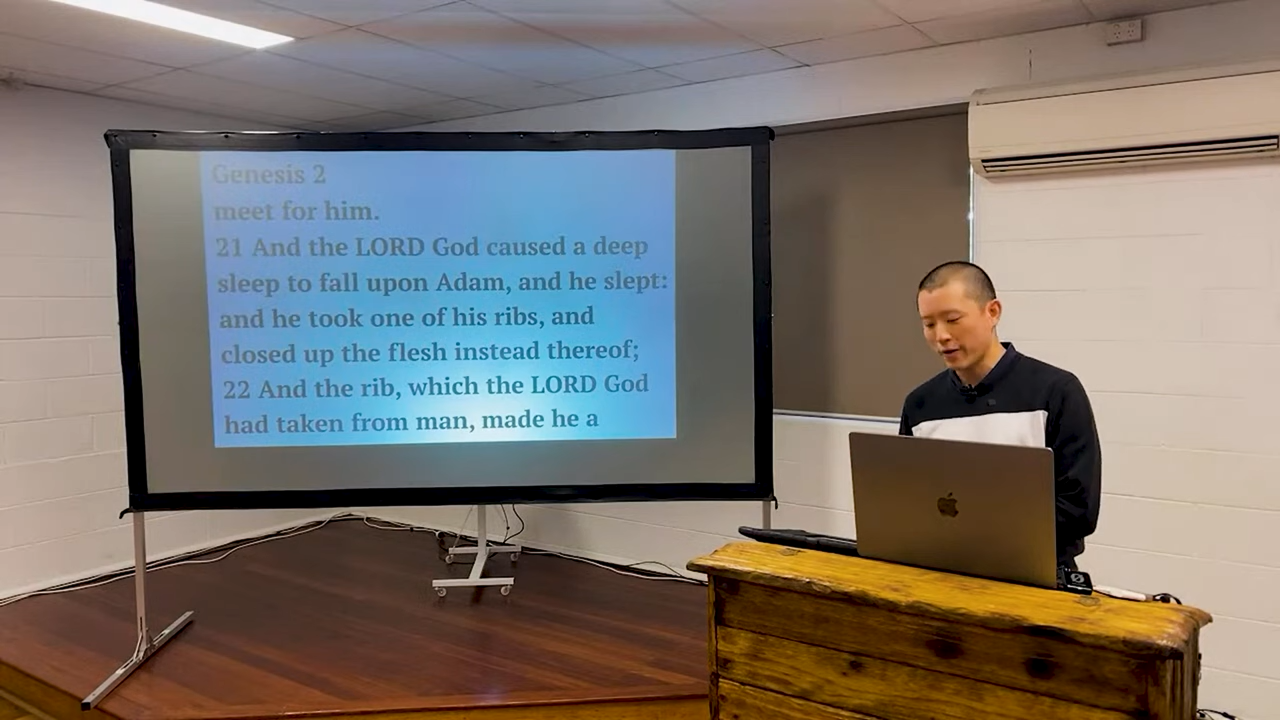 Genesis 2
meet for him.
21 And the LORD God caused a deep
sleep to fall upon Adam, and he slept:
and he took one of his ribs, and
closed up the flesh instead thereof;
22 And the rib, which the LORD God
had taken from man, made he a